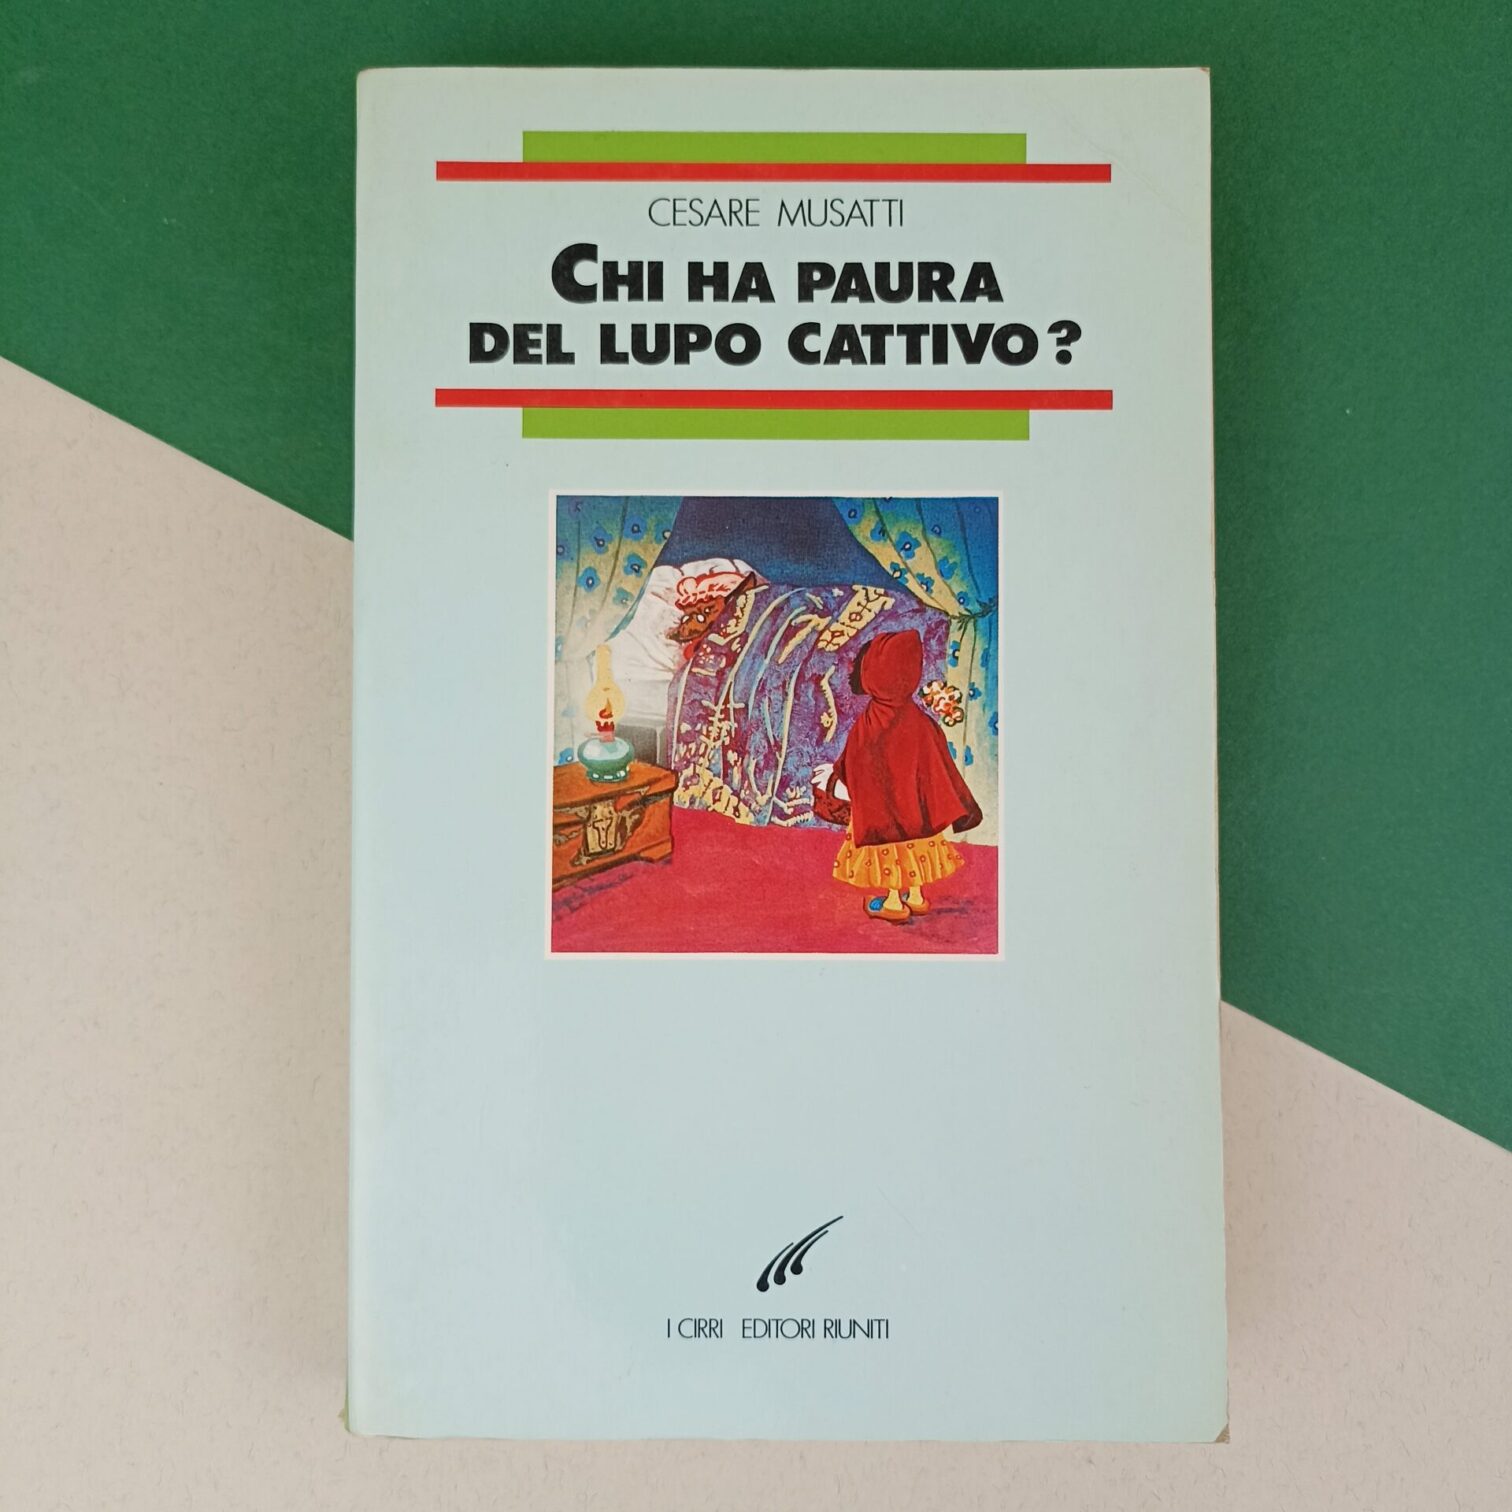 CESARE MUSATTI
CHI HA PAURA
DEL LUPO CATTIVO?
I CIRRI EDITORI RIUNITI